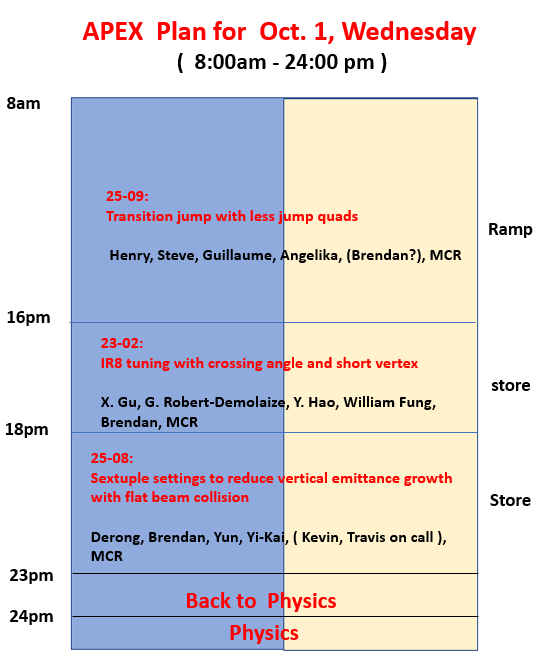 APEX Plan for Oct. 1, Wednesday
( 8:00am - 24:00 pm )
8am
25-09:
Transition jump with less jump quads
Henry, Steve, Guillaume, Angelika, (Brendan?), MCR
Ramp
16pm
23-02:
IR8 tuning with crossing angle and short vertex
X. Gu, G. Robert-Demolaize, Y. Hao, William Fung,
Brendan, MCR
store
18pm
25-08:
Sextuple settings to reduce vertical emittance growth
with flat beam collision
Derong, Brendan, Yun, Yi-Kai, ( Kevin, Travis on call ),
MCR
Store
23pm
Back to Physics
24pm
Physics